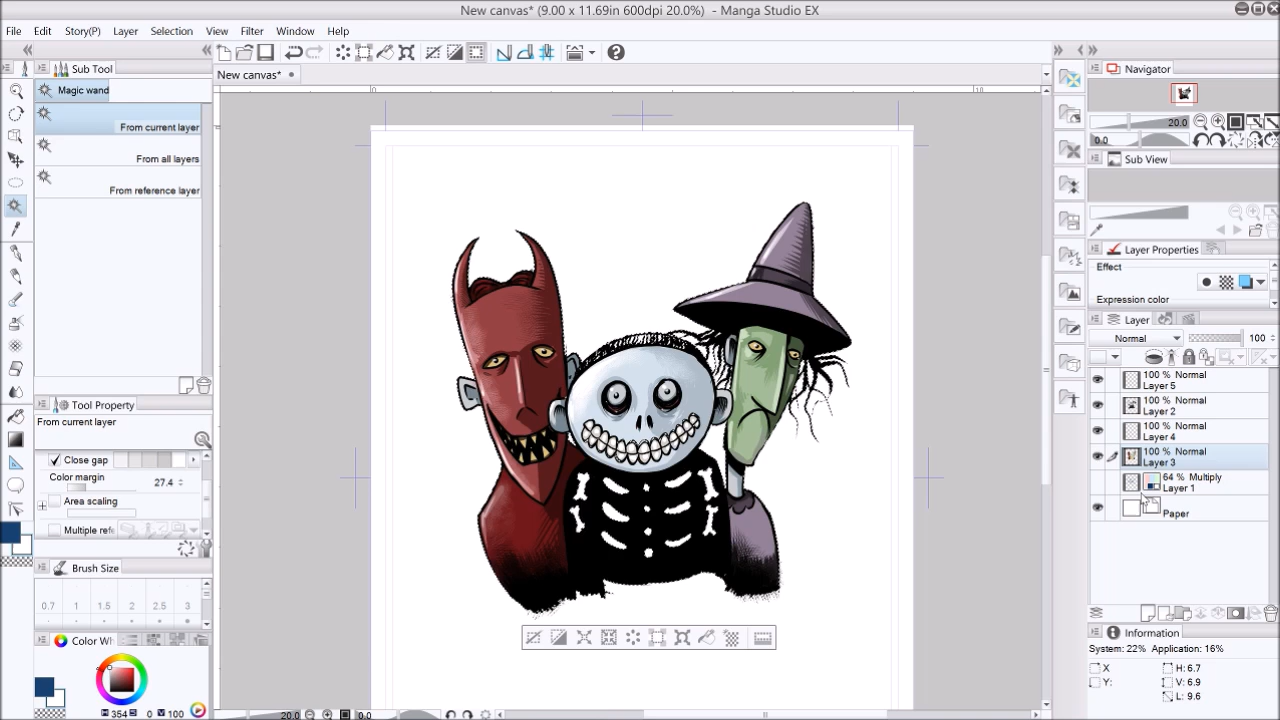 New canvas* (9.00 x 11.69in 600dpi 20.0%) - Manga Studio EX
File Edit Story(P) Layer Selection View Filter Window Help
Sub Tool
Magic wand
From current layer
From all layers
From reference layer
Tool Property
From current layer
Close gap
Color margin
27.4
Area scaling
Multiple refe
Brush Size
0.7 1 1.5 2 2.5 3
Color Wh
354 0 V 100
New canvas*
0
10
20.0
0.0
Navigator
20.0
0.0
Sub View
Layer Properties
Effect
Expression color
Layer
Normal
100
100 % Normal
Layer 5
100 % Normal
Layer 2
100 % Normal
Layer 4
100 % Normal
Layer 3
64 % Multiply
Layer 1
Paper
Information
System: 22% Application: 16%
X H: 6.7
Y: V: 6.9
L: 9.6